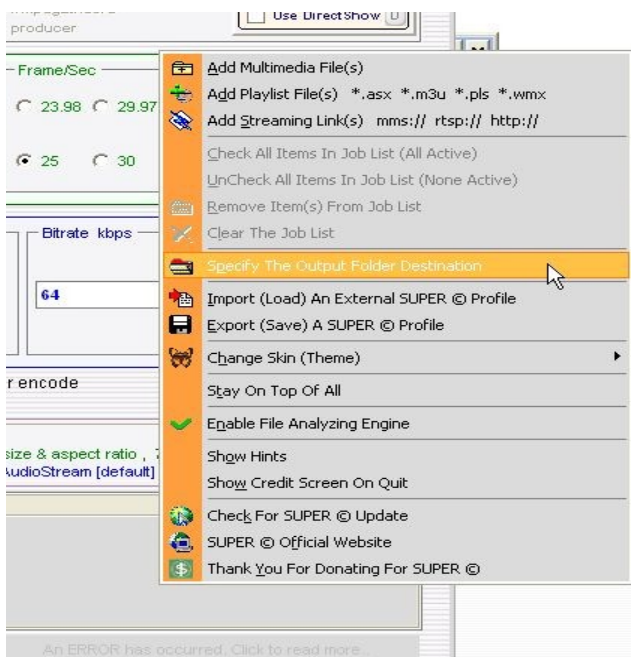 producer
Use DirectShow U
Frame/Sec
23.98 29.97
25 30
Bitrate kbps
64
r encode
size & aspect ratio ,
AudioStream [default]
Add Multimedia File(s)
Add Playlist File(s) *.asx *.m3u *.pls *.wmx
Add Streaming Link(s) mms:// rtsp:// http://
Check All Items In Job List (All Active)
UnCheck All Items In Job List (None Active)
Remove Item(s) From Job List
Clear The Job List
Specify The Output Folder Destination
Import (Load) An External SUPER © Profile
Export (Save) A SUPER © Profile
Change Skin (Theme)
Stay On Top Of All
Enable File Analyzing Engine
Show Hints
Show Credit Screen On Quit
Check For SUPER © Update
SUPER © Official Website
Thank You For Donating For SUPER ©
An ERROR has occurred. Click to read more..